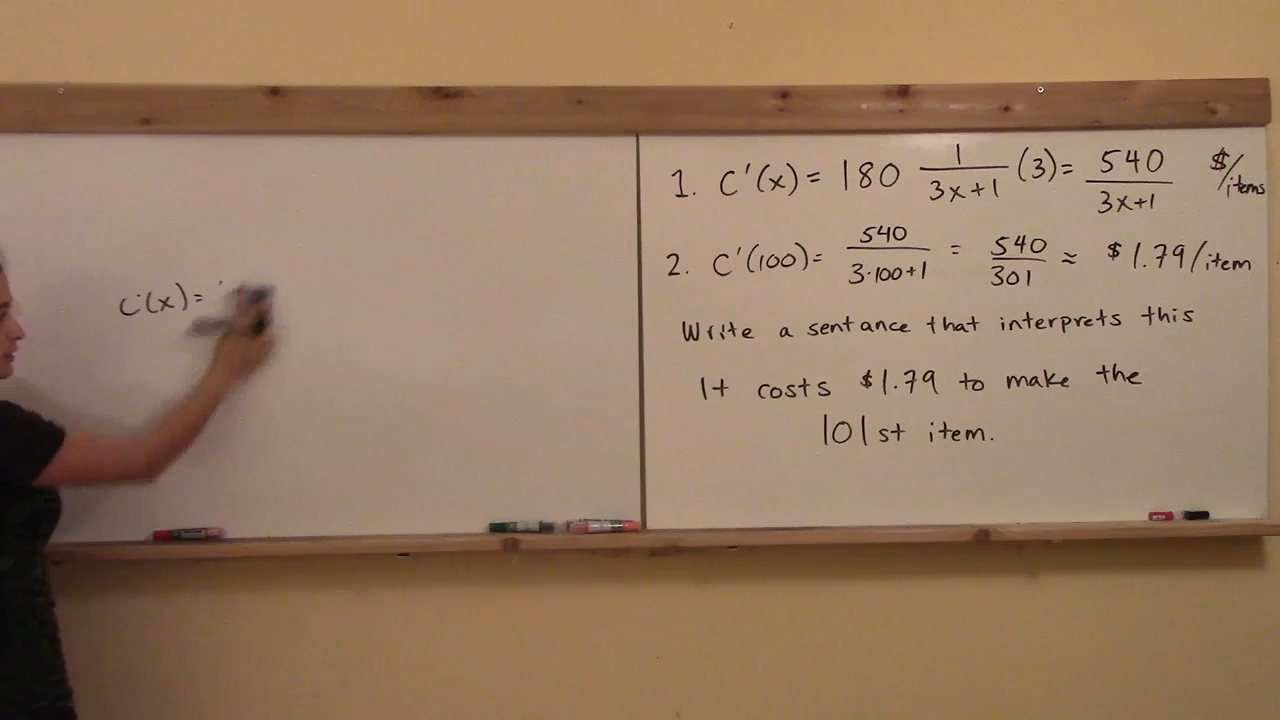 C'(x) =
1. C'(x) = 180 1/(3x+1) (3) = 540/(3x+1) $/items
2. C'(100) = 540/(3·100+1) = 540/301 ≈ $1.79/item
Write a sentence that interprets this
It costs $1.79 to make the
101st item.